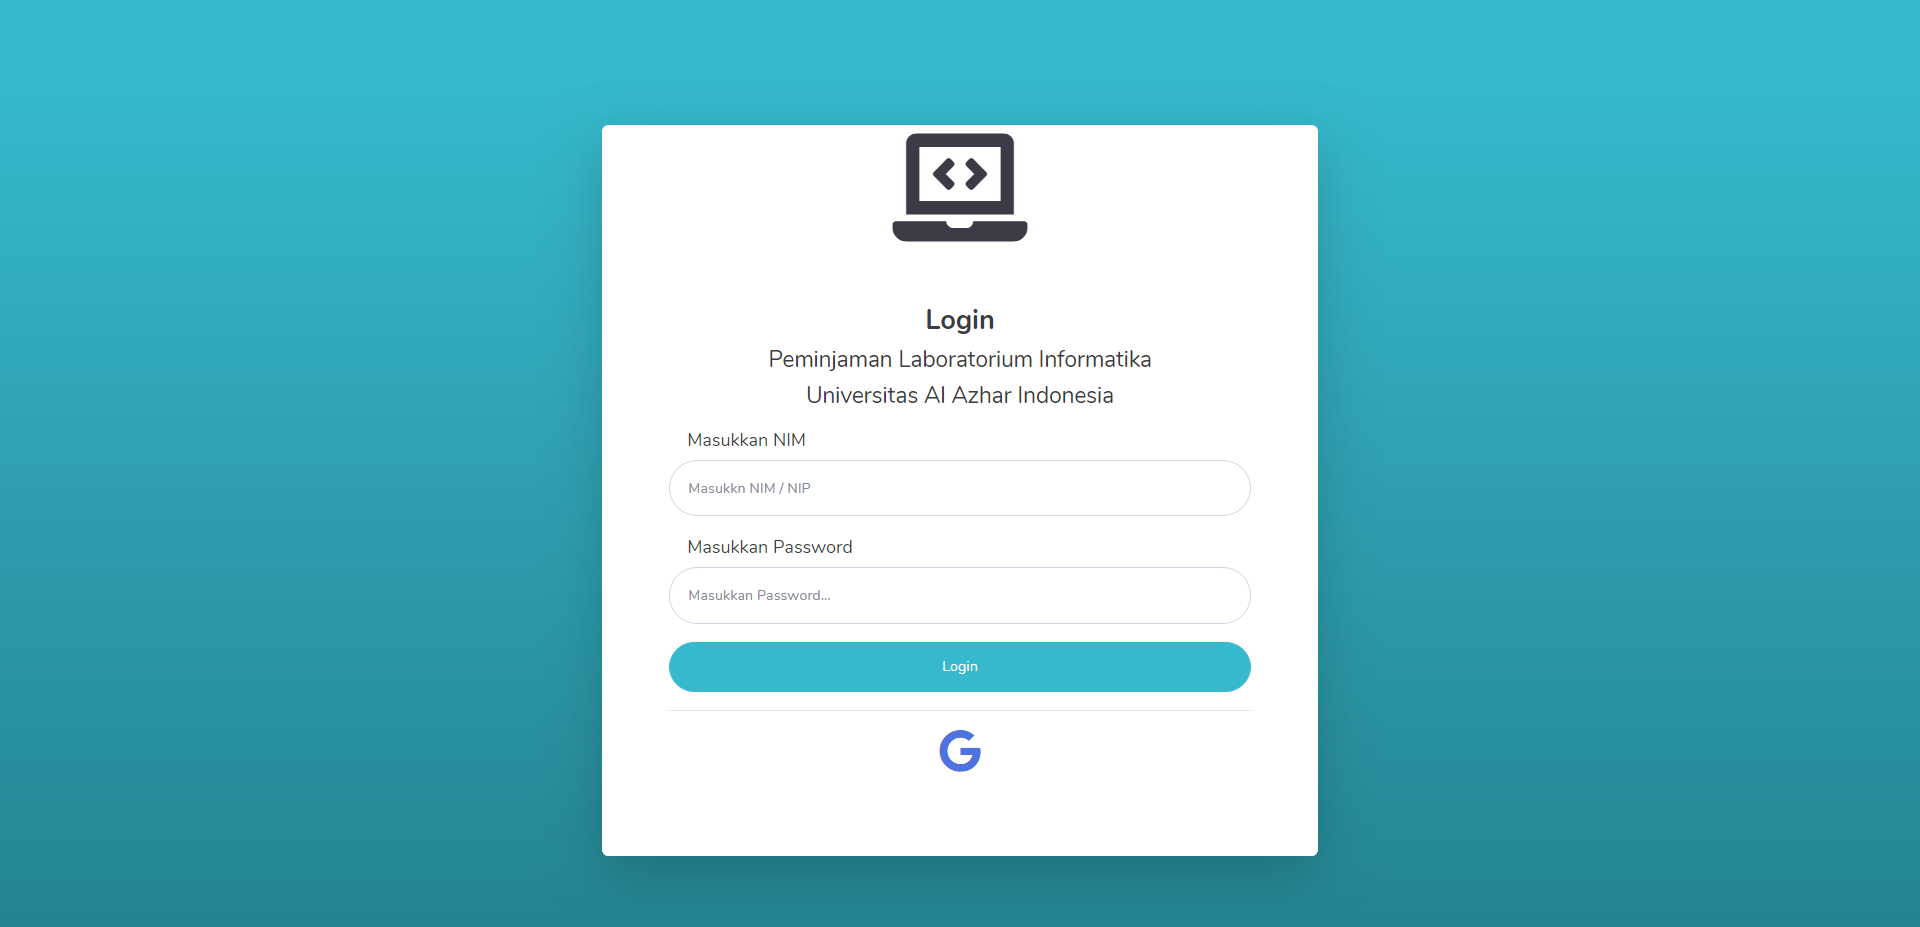 Login
Peminjaman Laboratorium Informatika
Universitas Al Azhar Indonesia
Masukkan NIM
Masukkn NIM / NIP
Masukkan Password
Masukkan Password...
Login